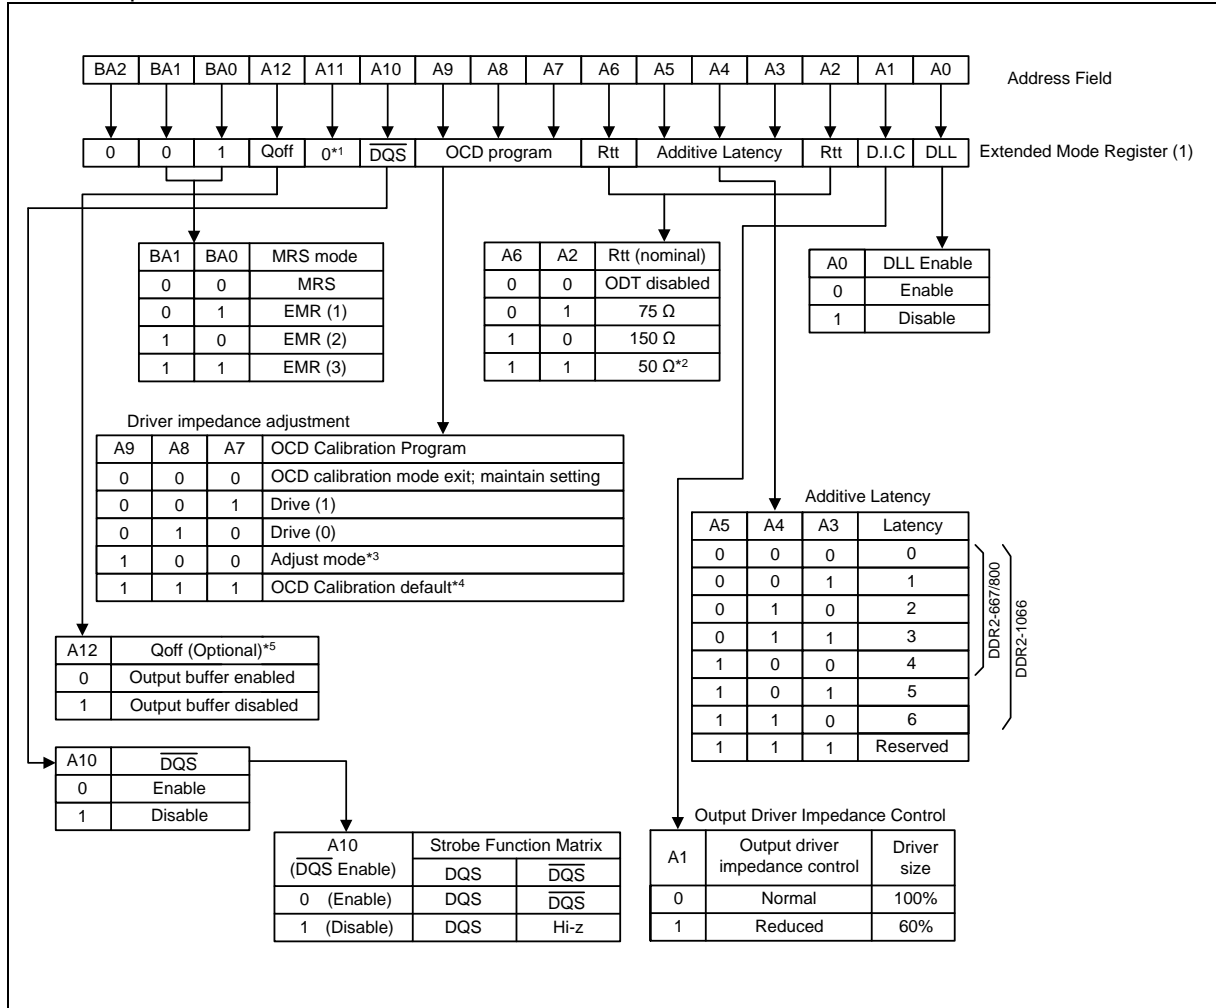 BA2 BA1 BA0 A12 A11 A10 A9 A8 A7 A6 A5 A4 A3 A2 A1 A0 Address Field
0 0 1 Qoff 0*1 D̅Q̅S̅ OCD program Rtt Additive Latency Rtt D.I.C DLL Extended Mode Register (1)
BA1 BA0 MRS mode
0 0 MRS
0 1 EMR (1)
1 0 EMR (2)
1 1 EMR (3)
A6 A2 Rtt (nominal)
0 0 ODT disabled
0 1 75 Ω
1 0 150 Ω
1 1 50 Ω*2
A0 DLL Enable
0 Enable
1 Disable
Driver impedance adjustment
A9 A8 A7 OCD Calibration Program
0 0 0 OCD calibration mode exit; maintain setting
0 0 1 Drive (1)
0 1 0 Drive (0)
1 0 0 Adjust mode*3
1 1 1 OCD Calibration default*4
Additive Latency
A5 A4 A3 Latency
0 0 0 0
0 0 1 1
0 1 0 2
0 1 1 3
1 0 0 4
1 0 1 5
1 1 0 6
1 1 1 Reserved
DDR2-667/800
DDR2-1066
A12 Qoff (Optional)*5
0 Output buffer enabled
1 Output buffer disabled
A10 D̅Q̅S̅
0 Enable
1 Disable
A10
(D̅Q̅S̅ Enable)
Strobe Function Matrix
DQS D̅Q̅S̅
0 (Enable) DQS D̅Q̅S̅
1 (Disable) DQS Hi-z
Output Driver Impedance Control
A1
Output driver
impedance control
Driver
size
0 Normal 100%
1 Reduced 60%